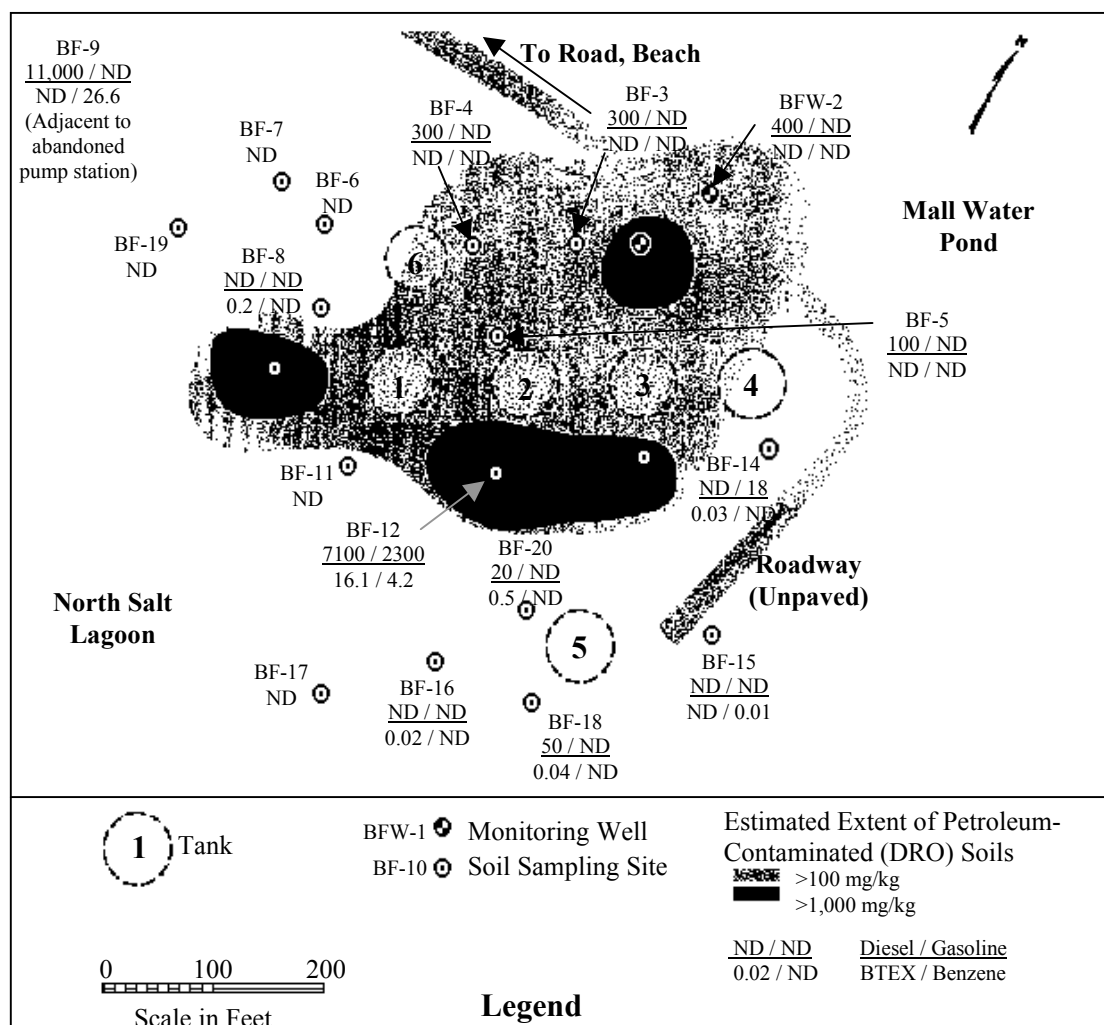 BF-9
11,000 / ND
ND / 26.6
(Adjacent to
abandoned
pump station)
To Road, Beach
BF-4
300 / ND
ND / ND
BF-3
300 / ND
ND / ND
BFW-2
400 / ND
ND / ND
BF-7
ND
BF-6
ND
Mall Water
Pond
BF-19
ND
BF-8
ND / ND
0.2 / ND
6
BF-5
100 / ND
ND / ND
1
2
3
4
BF-11
ND
BF-14
ND / 18
0.03 / ND
BF-12
7100 / 2300
16.1 / 4.2
BF-20
20 / ND
0.5 / ND
Roadway
(Unpaved)
North Salt
Lagoon
5
BF-17
ND
BF-16
ND / ND
0.02 / ND
BF-18
50 / ND
0.04 / ND
BF-15
ND / ND
ND / 0.01
1 Tank
BFW-1 Monitoring Well
BF-10 Soil Sampling Site
Estimated Extent of Petroleum-
Contaminated (DRO) Soils
>100 mg/kg
>1,000 mg/kg
ND / ND Diesel / Gasoline
0.02 / ND BTEX / Benzene
0 100 200
Scale in Feet
Legend